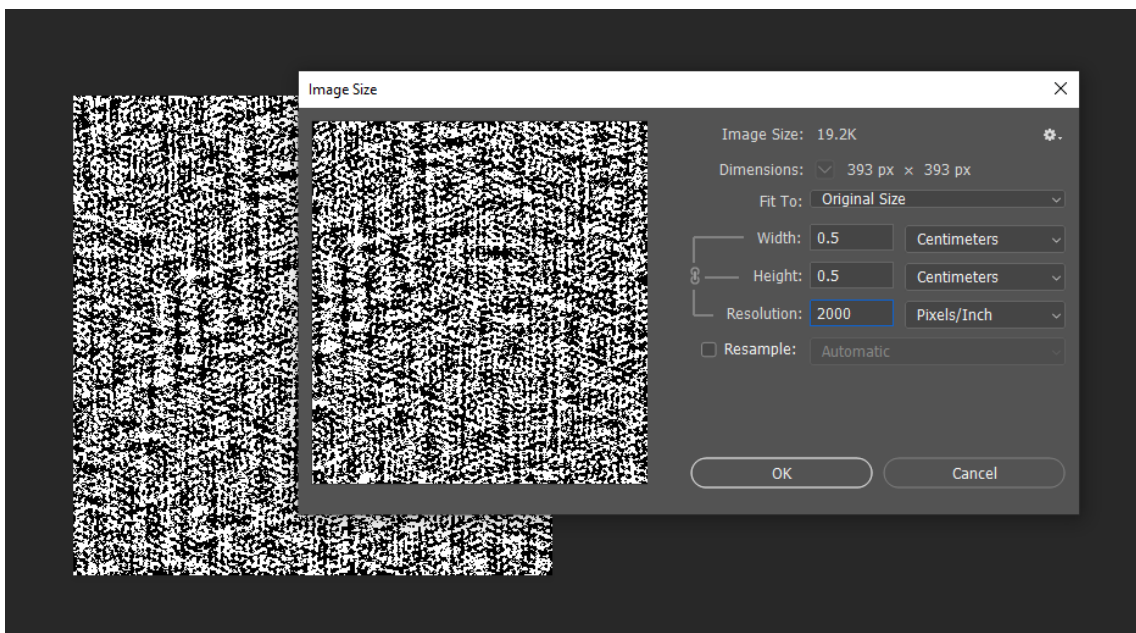 Image Size
Image Size: 19.2K
Dimensions: 393 px × 393 px
Fit To: Original Size
Width: 0.5 Centimeters
Height: 0.5 Centimeters
Resolution: 2000 Pixels/Inch
Resample: Automatic
OK Cancel